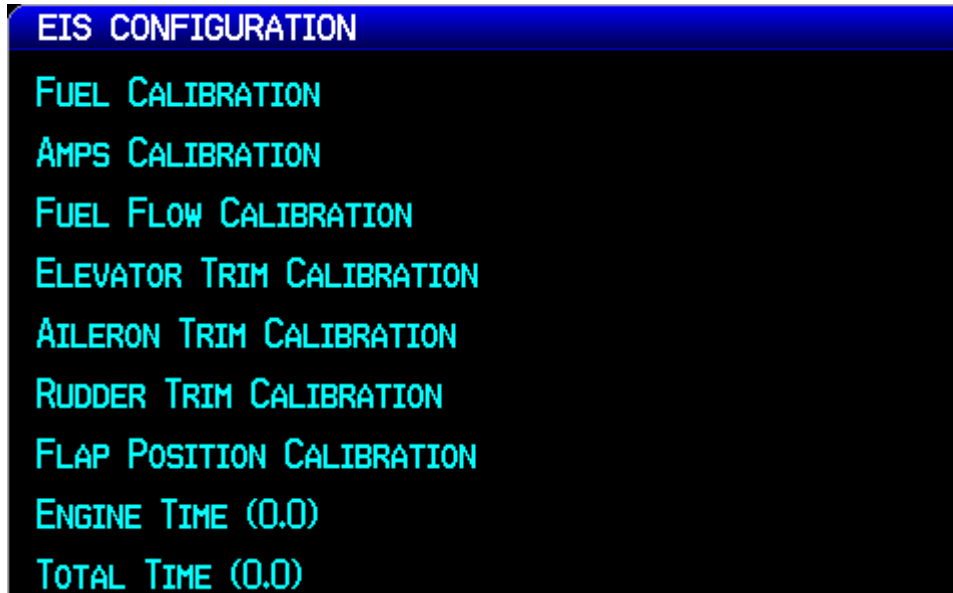 EIS CONFIGURATION
FUEL CALIBRATION
AMPS CALIBRATION
FUEL FLOW CALIBRATION
ELEVATOR TRIM CALIBRATION
AILERON TRIM CALIBRATION
RUDDER TRIM CALIBRATION
FLAP POSITION CALIBRATION
ENGINE TIME (0.0)
TOTAL TIME (0.0)